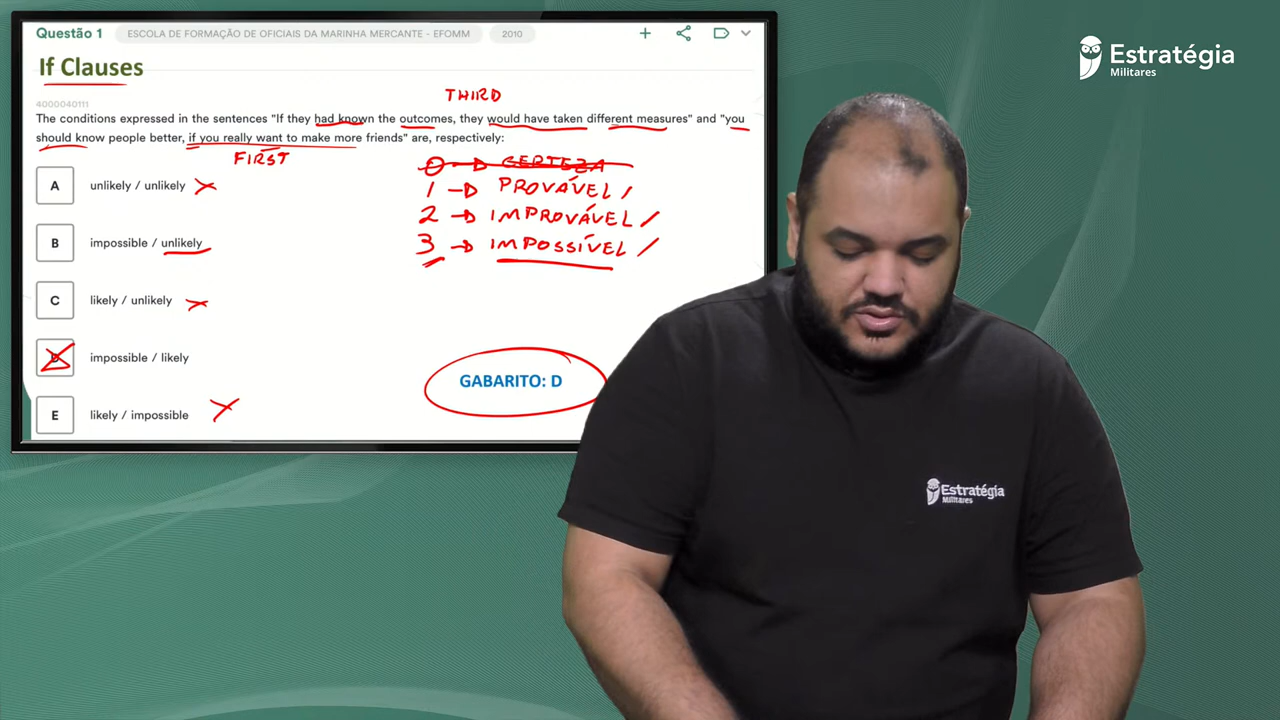 Questão 1 ESCOLA DE FORMAÇÃO DE OFICIAIS DA MARINHA MERCANTE - EFOMM 2010
If Clauses
4000040111
THIRD
The conditions expressed in the sentences "If they had known the outcomes, they would have taken different measures" and "you
should know people better, if you really want to make more friends" are, respectively:
FIRST
0 → CERTEZA
A unlikely / unlikely
1 → PROVÁVEL /
2 → IMPROVÁVEL /
B impossible / unlikely
3 → IMPOSSÍVEL /
C likely / unlikely
D impossible / likely
GABARITO: D
E likely / impossible
Estratégia
Militares
Estratégia
Militares